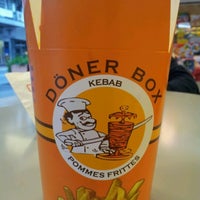 DÖNER BOX
KEBAB
POMMES FRITTES